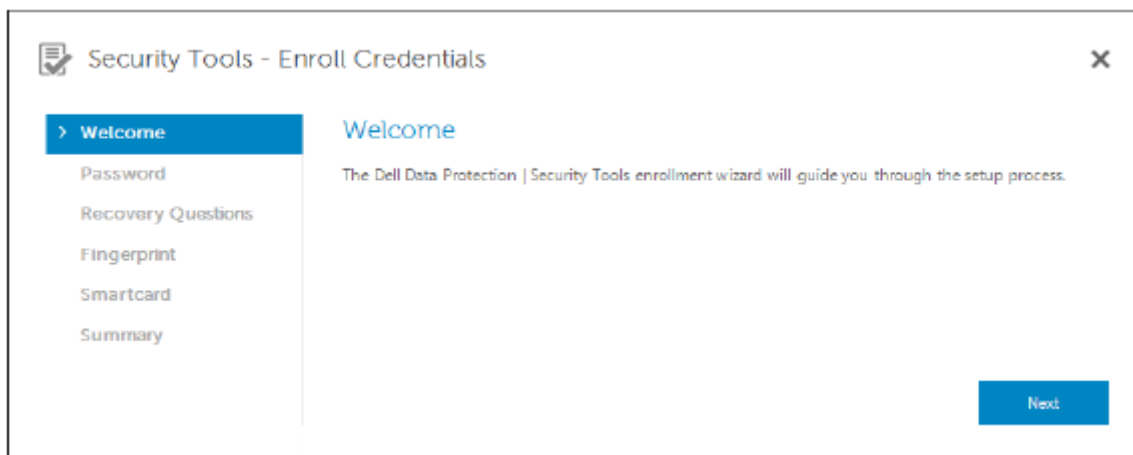 Security Tools - Enroll Credentials
Welcome
Password
Recovery Questions
Fingerprint
Smartcard
Summary
Welcome
The Dell Data Protection | Security Tools enrollment wizard will guide you through the setup process.
Next